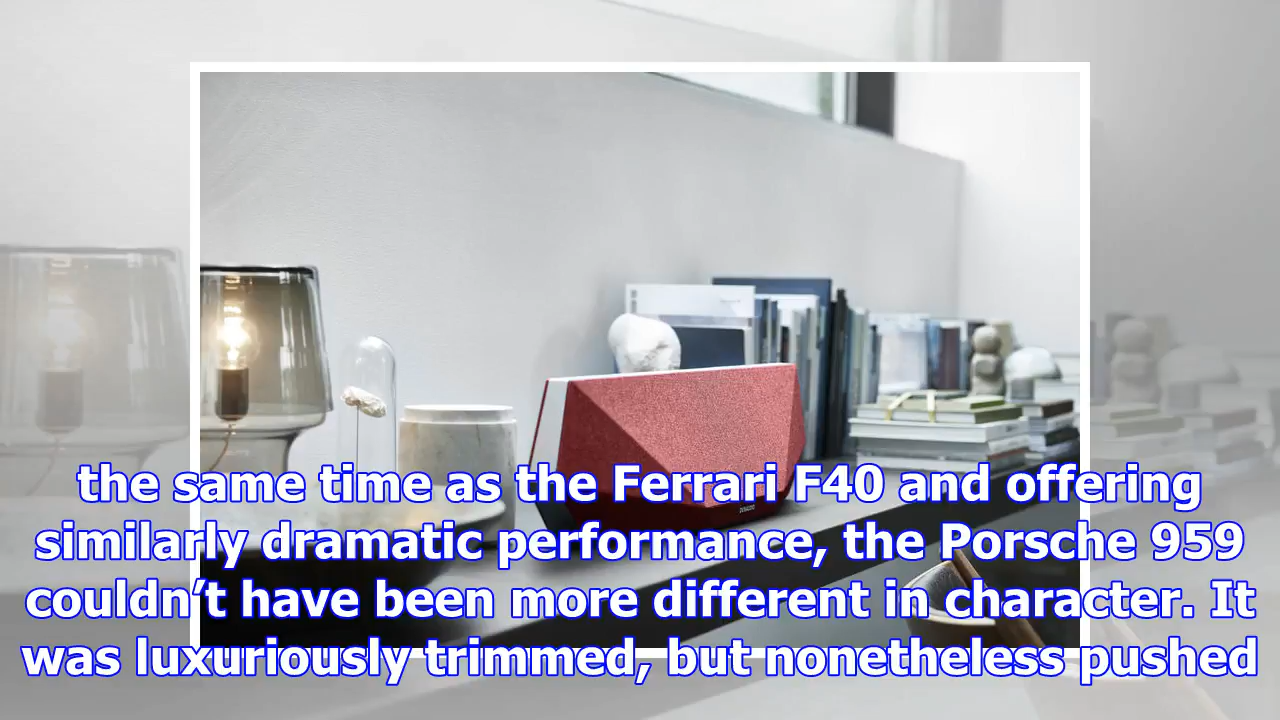 the same time as the Ferrari F40 and offering
similarly dramatic performance, the Porsche 959
couldn’t have been more different in character. It
was luxuriously trimmed, but nonetheless pushed